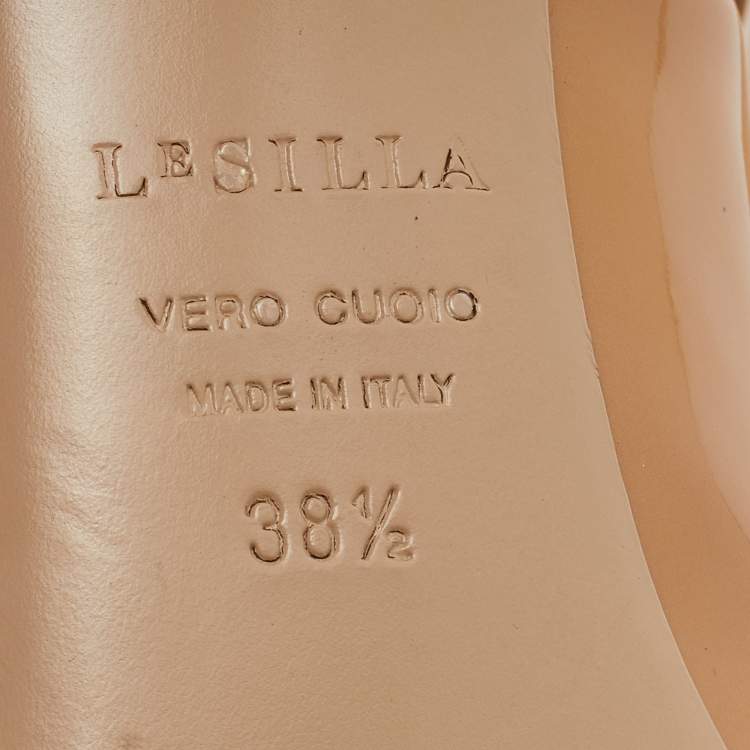 LESILLA
VERO CUOIO
MADE IN ITALY
38½